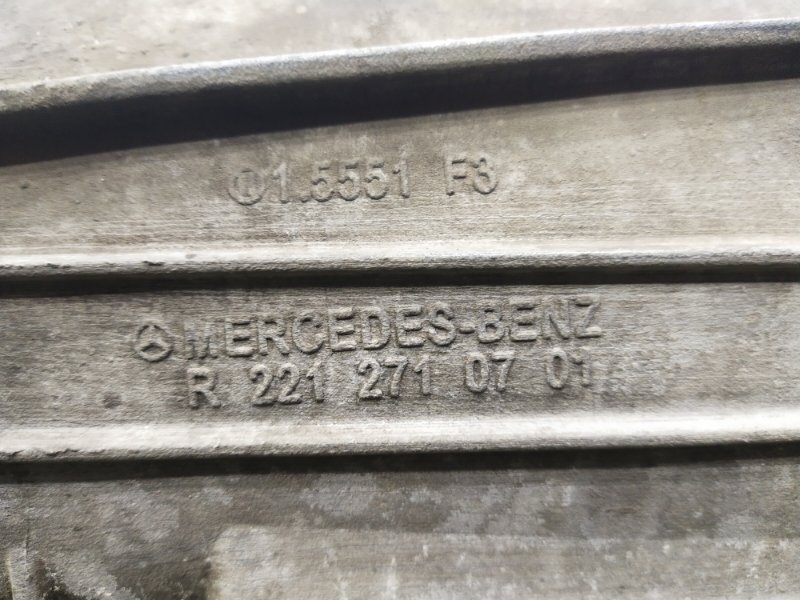 1.5551 F3
MERCEDES-BENZ
R 221 271 07 01